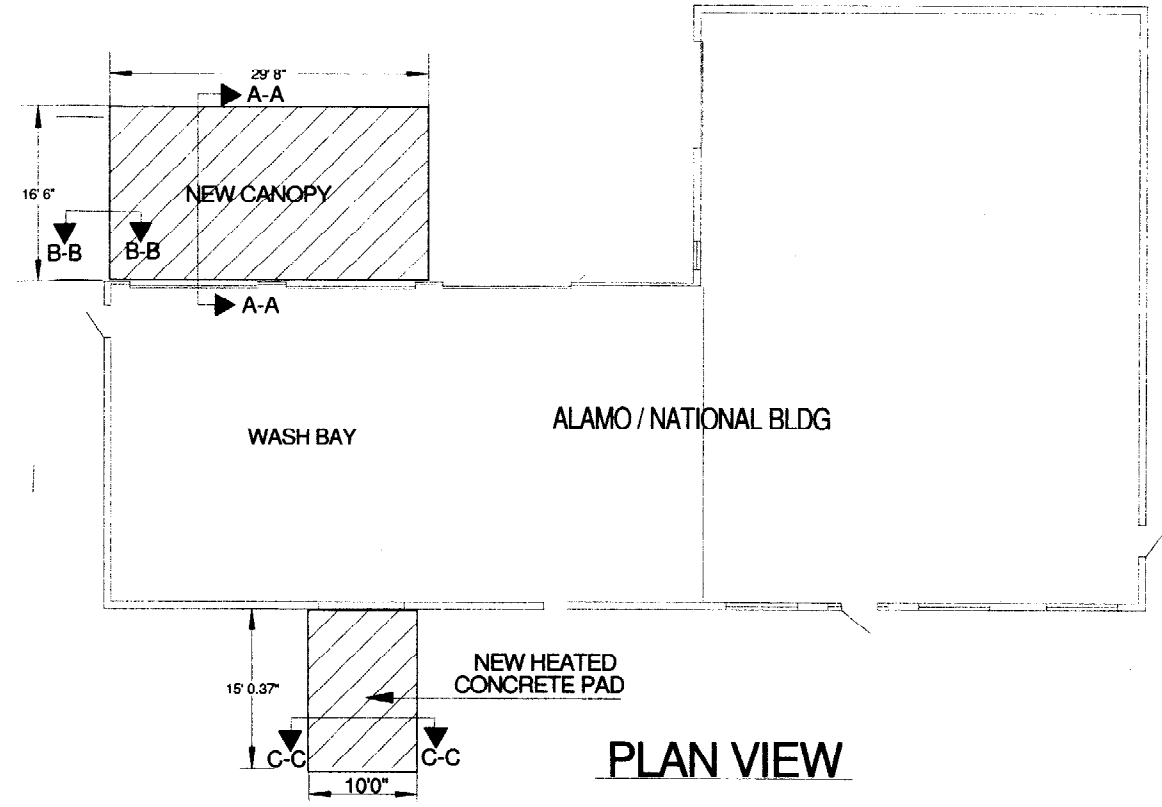 29' 8"
A-A
16' 6"
NEW CANOPY
B-B
B-B
A-A
WASH BAY
ALAMO / NATIONAL BLDG
NEW HEATED
CONCRETE PAD
15' 0.37"
C-C
C-C
10'0"
PLAN VIEW